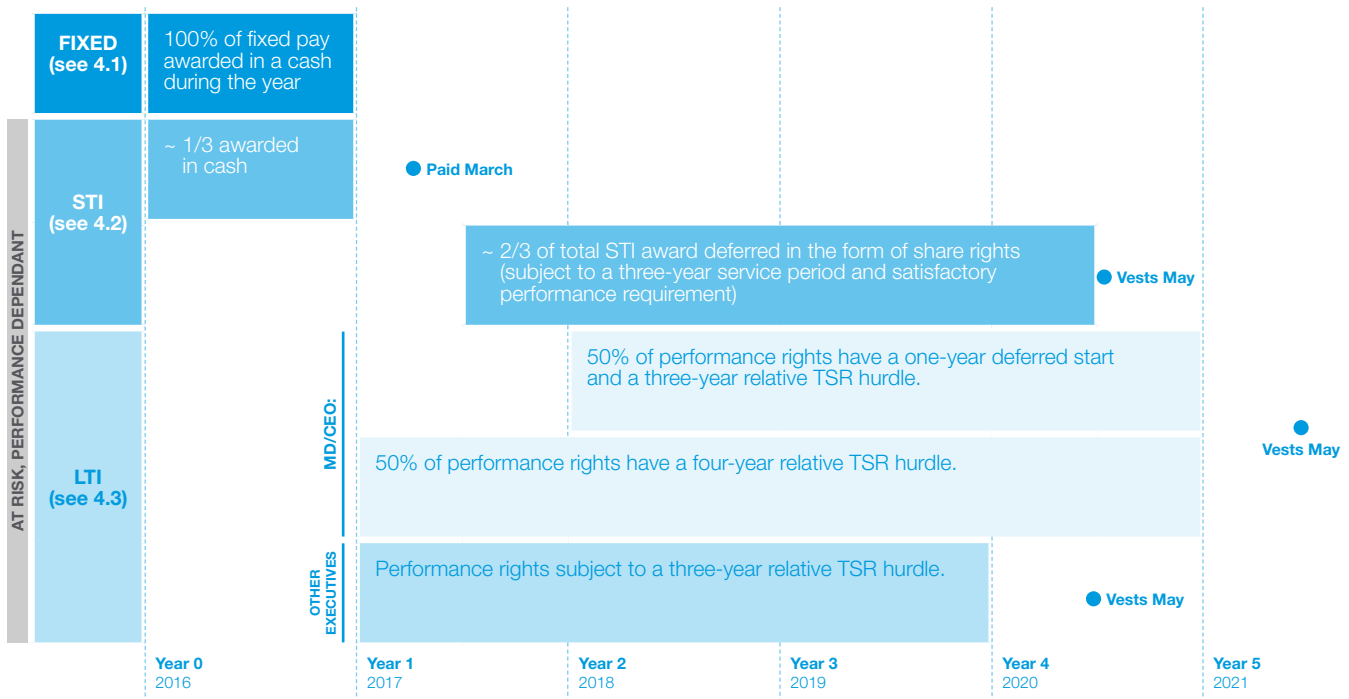 FIXED
(see 4.1)
100% of fixed pay
awarded in a cash
during the year
AT RISK, PERFORMANCE DEPENDANT
STI
(see 4.2)
~ 1/3 awarded
in cash
Paid March
~ 2/3 of total STI award deferred in the form of share rights
(subject to a three-year service period and satisfactory
performance requirement)
Vests May
LTI
(see 4.3)
MD/CEO:
50% of performance rights have a one-year deferred start
and a three-year relative TSR hurdle.
50% of performance rights have a four-year relative TSR hurdle.
Vests May
OTHER
EXECUTIVES
Performance rights subject to a three-year relative TSR hurdle.
Vests May
Year 0
2016
Year 1
2017
Year 2
2018
Year 3
2019
Year 4
2020
Year 5
2021